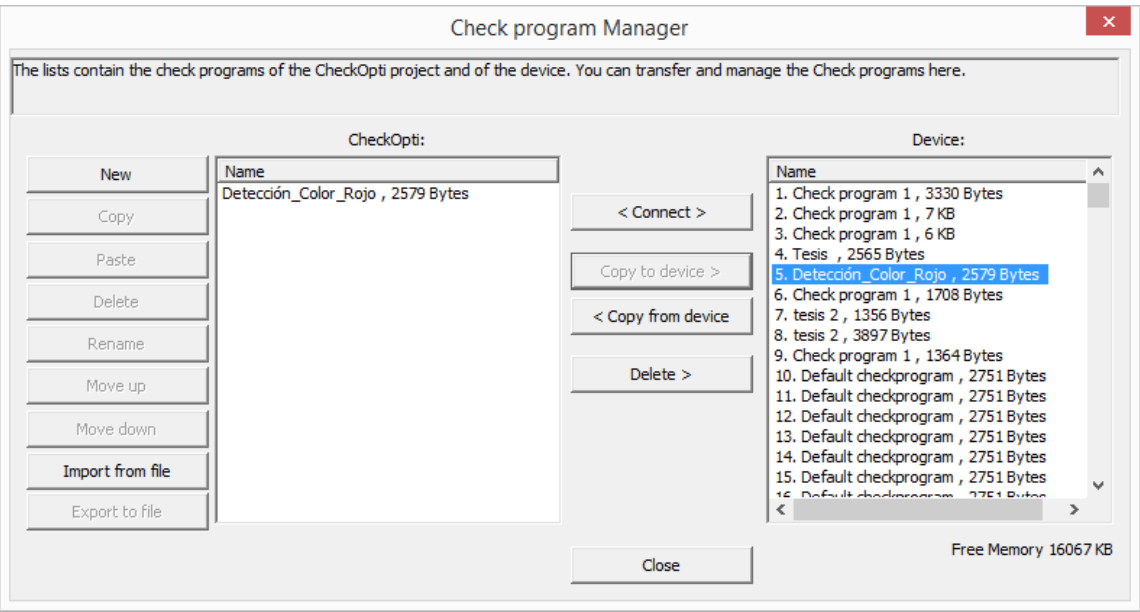 Check program Manager
The lists contain the check programs of the CheckOpti project and of the device. You can transfer and manage the Check programs here.
CheckOpti:
Device:
New
Copy
Paste
Delete
Rename
Move up
Move down
Import from file
Export to file
Name
Detección_Color_Rojo , 2579 Bytes
< Connect >
Copy to device >
< Copy from device
Delete >
Name
1. Check program 1 , 3330 Bytes
2. Check program 1 , 7 KB
3. Check program 1 , 6 KB
4. Tesis , 2565 Bytes
5. Detección_Color_Rojo , 2579 Bytes
6. Check program 1 , 1708 Bytes
7. tesis 2 , 1356 Bytes
8. tesis 2 , 3897 Bytes
9. Check program 1 , 1364 Bytes
10. Default checkprogram , 2751 Bytes
11. Default checkprogram , 2751 Bytes
12. Default checkprogram , 2751 Bytes
13. Default checkprogram , 2751 Bytes
14. Default checkprogram , 2751 Bytes
15. Default checkprogram , 2751 Bytes
16. Default checkprogram , 2751 Bytes
Free Memory 16067 KB
Close